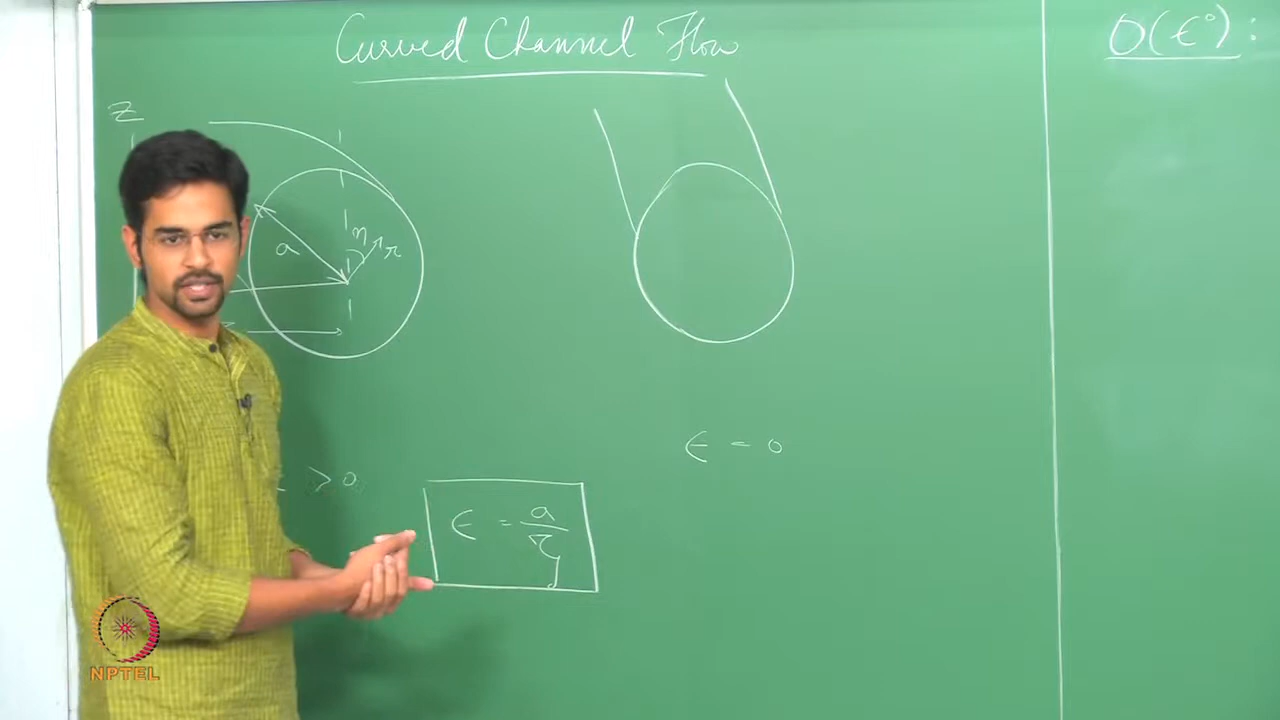 Curved Channel Flow
O(ϵ⁰) :
Z
a
η
r
> 0
ϵ = a / ζ
ϵ = 0
NPTEL